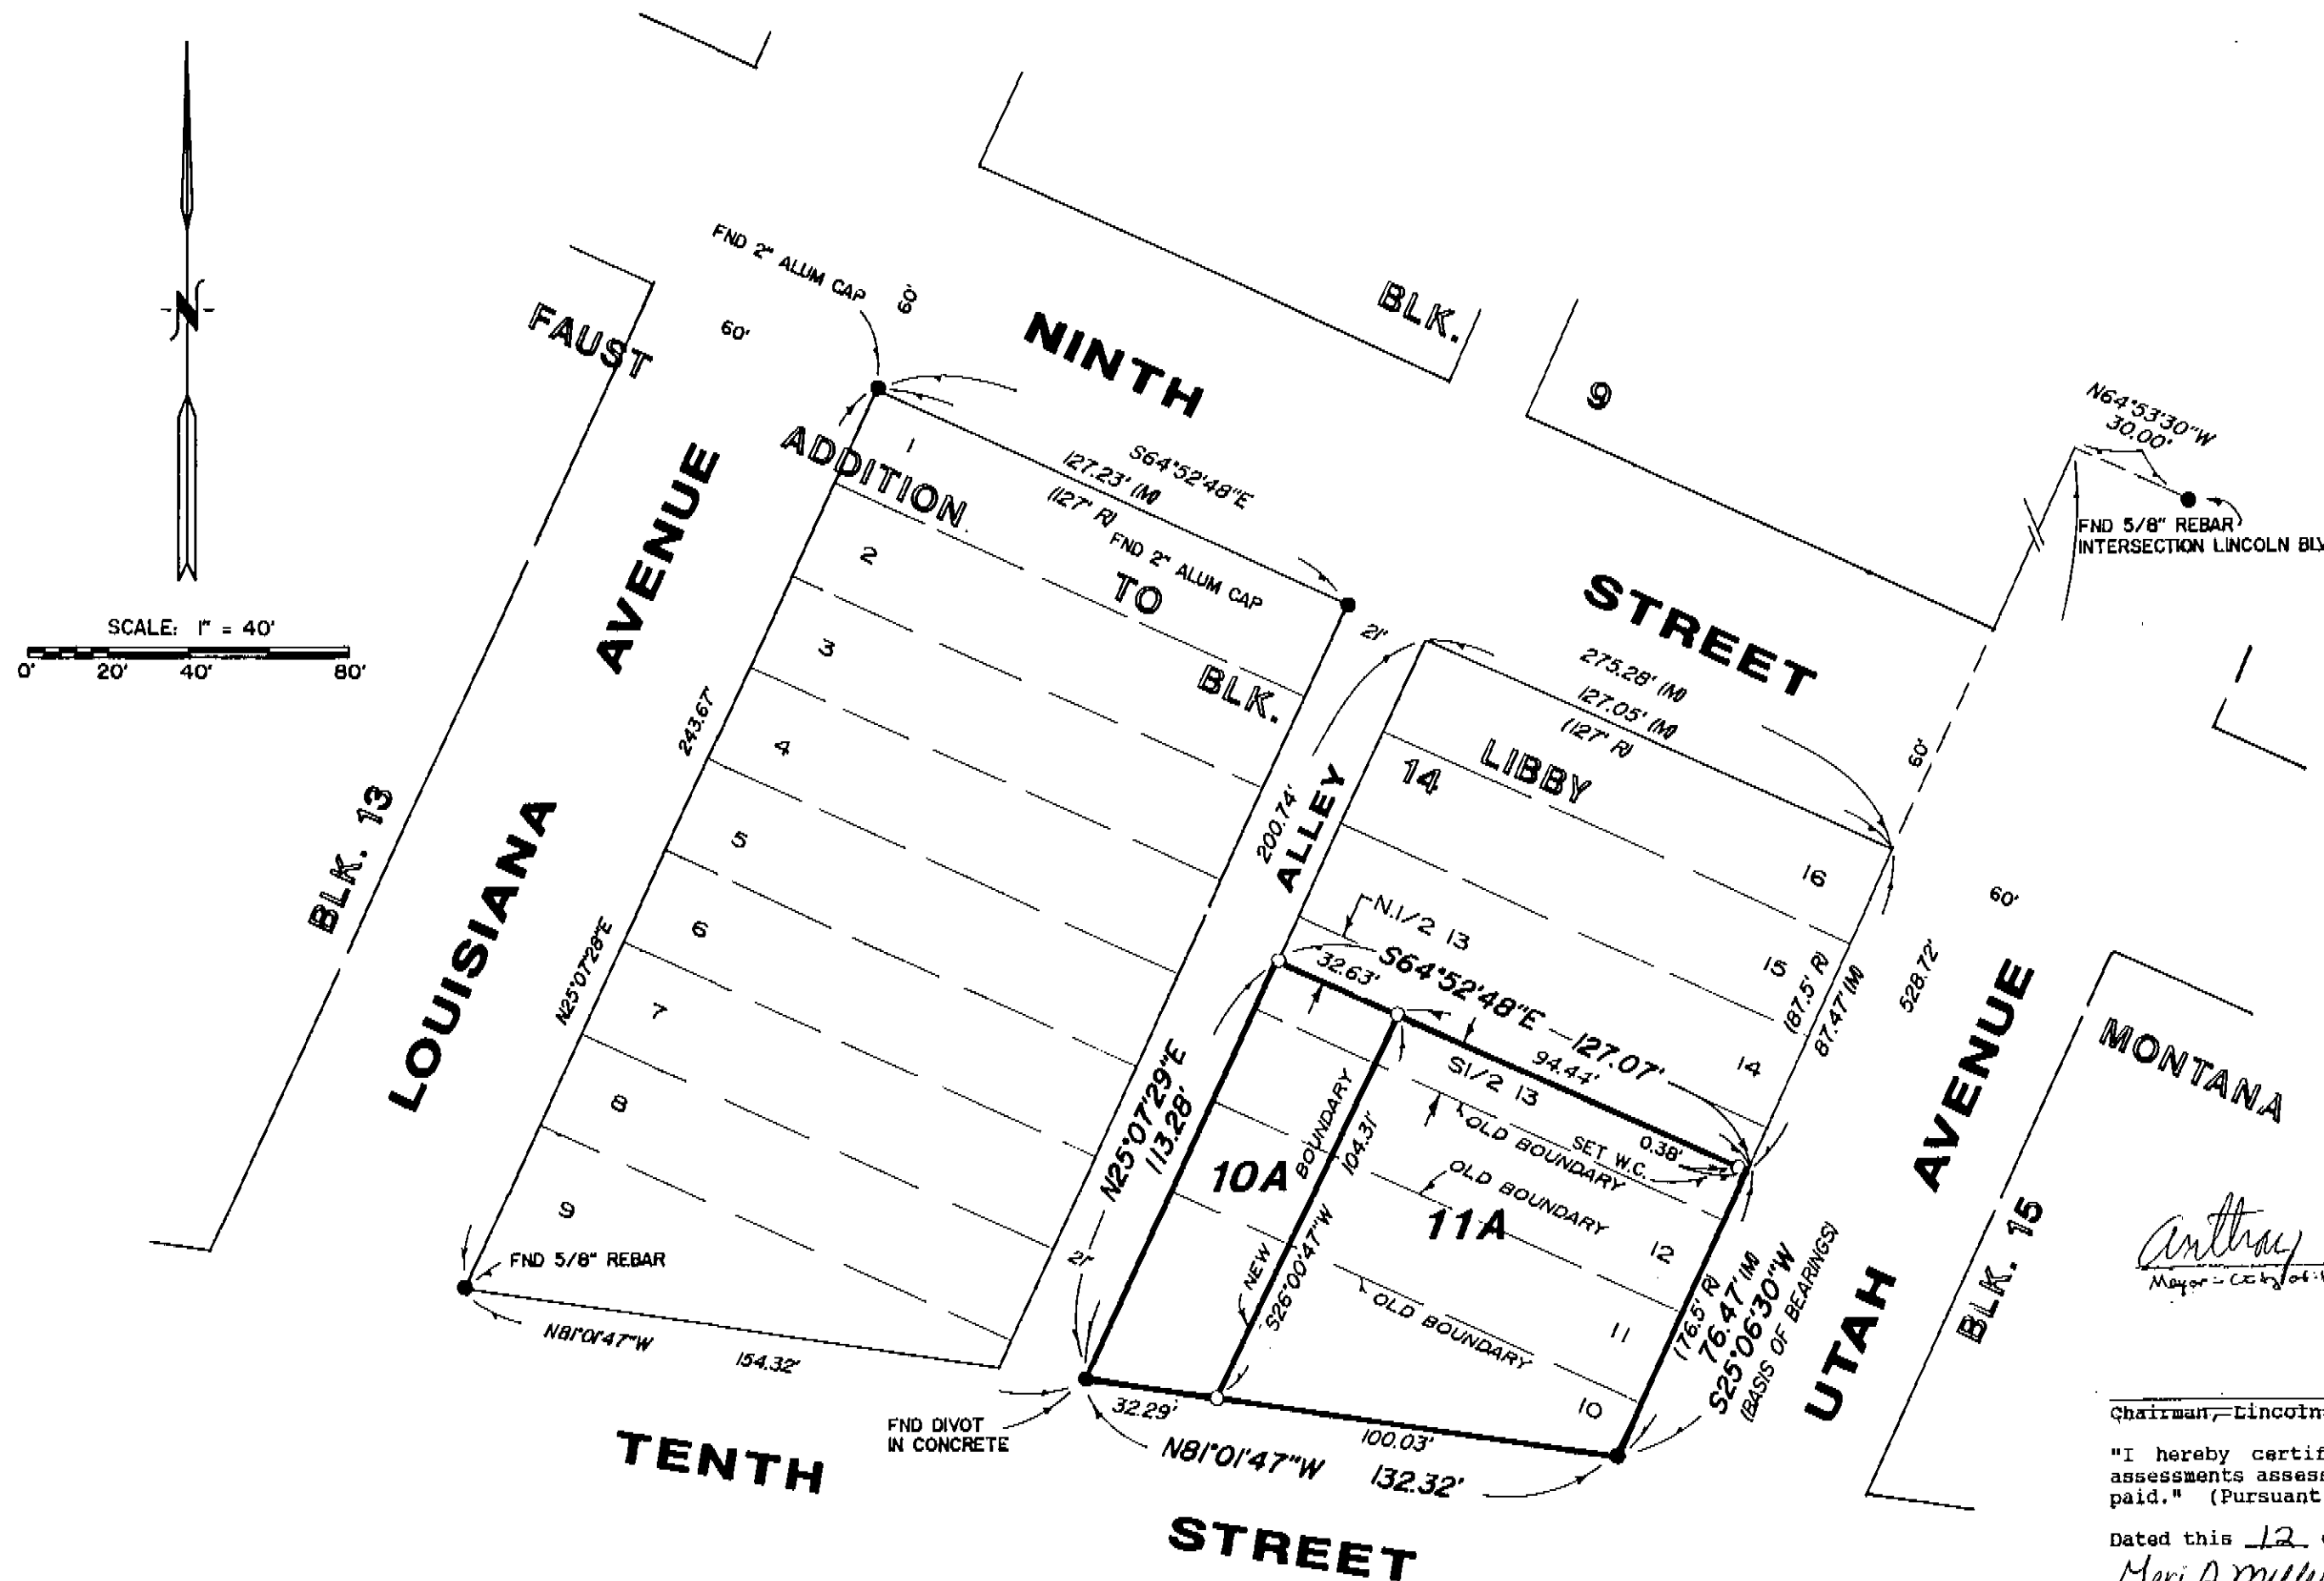 N
SCALE: 1" = 40'
0' 20' 40' 80'
FND 2" ALUM CAP
60'
60'
FAUST
NINTH
BLK.
9
N64°53'30"W
30.00'
FND 5/8" REBAR
INTERSECTION LINCOLN
AVENUE
ADDITION
1
S64°52'48"E
127.23' (M)
(127' R)
FND 2" ALUM CAP
2
TO
STREET
21'
3
BLK.
275.28' (M)
127.05' (M)
(127' R)
243.67'
4
LIBBY
14
60'
200.74'
ALLEY
BLK. 13
LOUISIANA
5
16
60'
6
N.1/2 13
15
(87.5' R)
87.47' (M)
528.72'
AVENUE
32.63'
S64°52'48"E 127.07'
94.44'
14
MONTANA
N25°07'28"E
7
S1/2 13
8
N25°07'29"E
113.28'
10A
BOUNDARY
104.31'
OLD BOUNDARY
SET W.C.
0.38'
OLD BOUNDARY
11A
12
9
FND 5/8" REBAR
21'
NEW
S26°00'47"W
OLD BOUNDARY
11
(76.5' R)
76.47' (M)
S25°06'30"W
(BASIS OF BEARINGS)
UTAH
BLK. 15
Mayor - City of
N81°01'47"W
154.32'
10
32.29'
100.03'
FND DIVOT
IN CONCRETE
N81°01'47"W 132.32'
TENTH
STREET
Chairman, Lincoln
"I hereby
assessments
paid." (Pursuant
Dated this 12